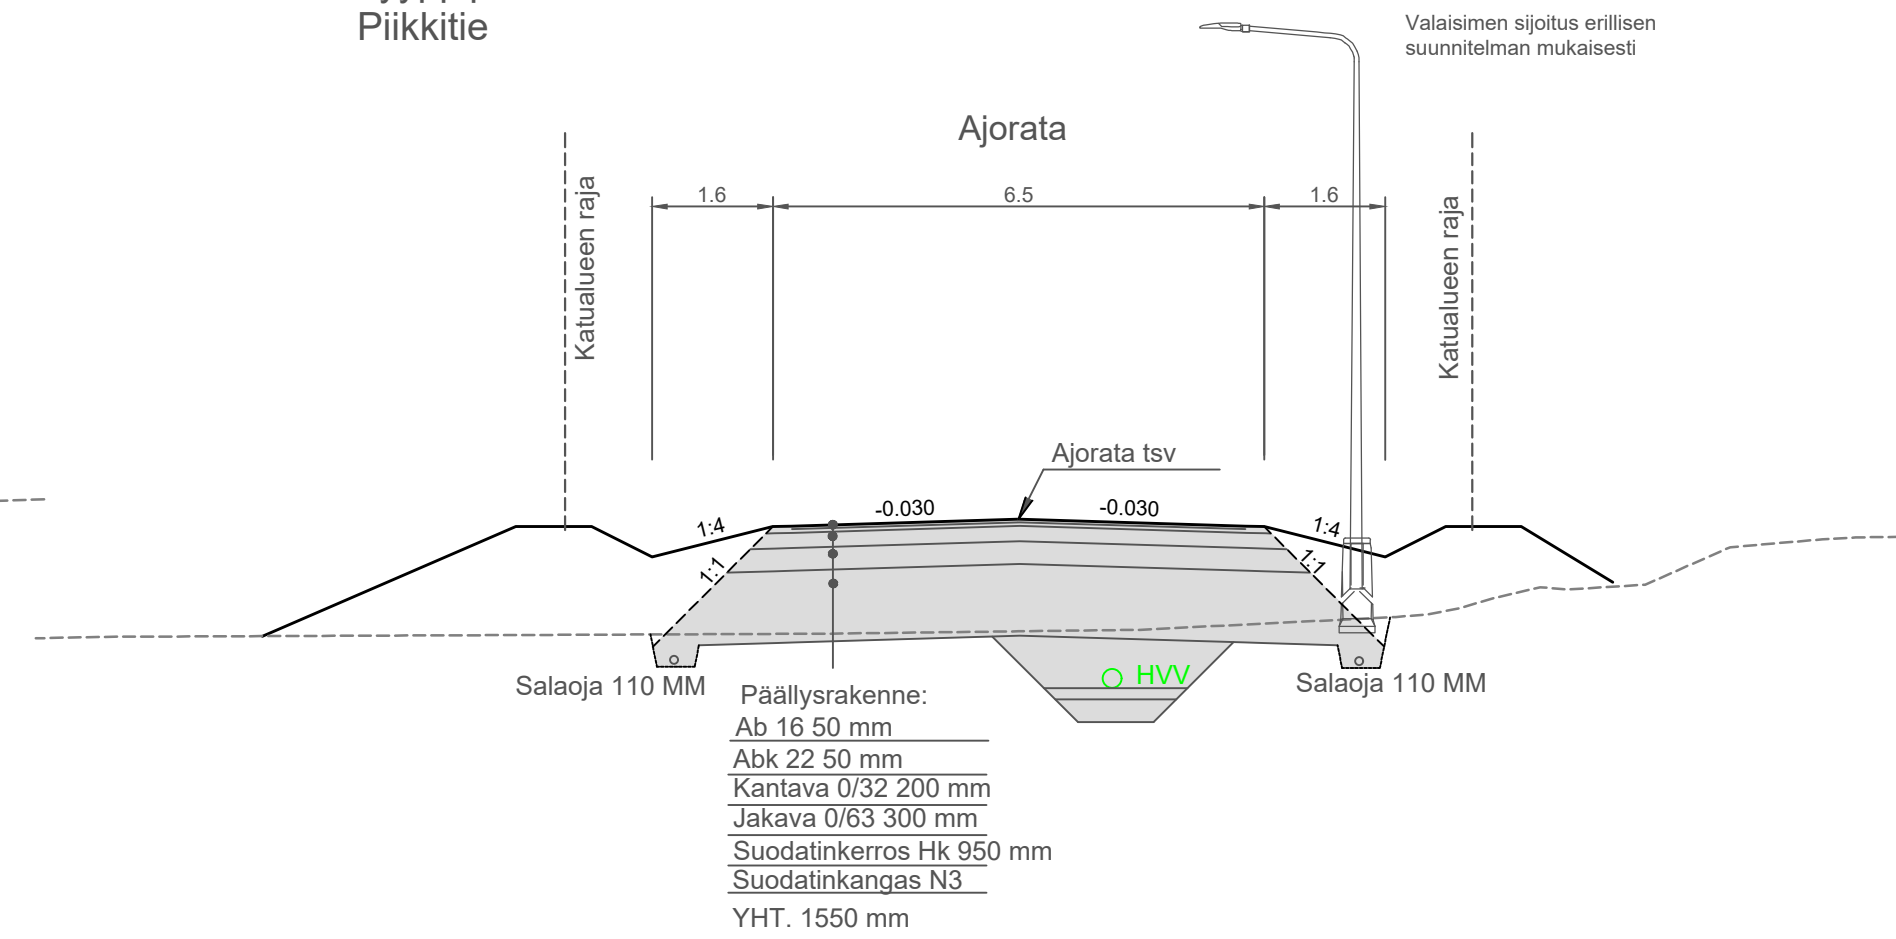 Piikkitie
Valaisimen sijoitus erillisen
suunnitelman mukaisesti
Ajorata
Katualueen raja
1.6
6.5
1.6
Katualueen raja
Ajorata tsv
-0.030
-0.030
1:4
1:4
1:1
1:1
HVV
Salaoja 110 MM
Salaoja 110 MM
Päällysrakenne:
Ab 16 50 mm
Abk 22 50 mm
Kantava 0/32 200 mm
Jakava 0/63 300 mm
Suodatinkerros Hk 950 mm
Suodatinkangas N3
YHT. 1550 mm